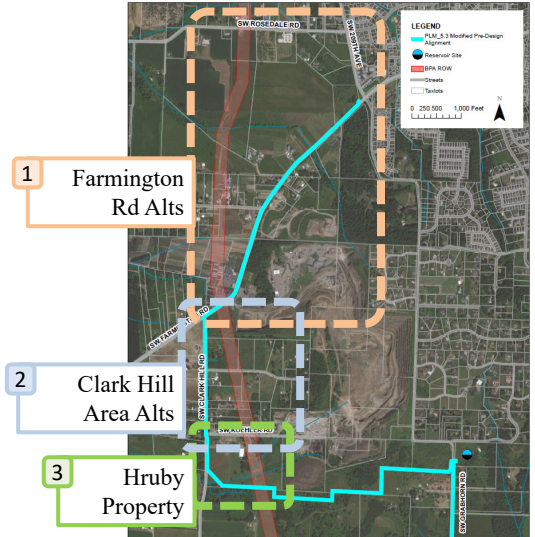 SW ROSEDALE RD
SW 209TH AVE
LEGEND
PLM_5.3 Modified Pre-Design
Alignment
Reservoir Site
BPA ROW
Streets
Taxlots
0 250 500 1,000 Feet
N
1
Farmington
Rd Alts
SW FARMINGTON RD
2
Clark Hill
Area Alts
SW CLARK HILL RD
SW KOEHLER RD
3
Hruby
Property
SW GRABHORN RD